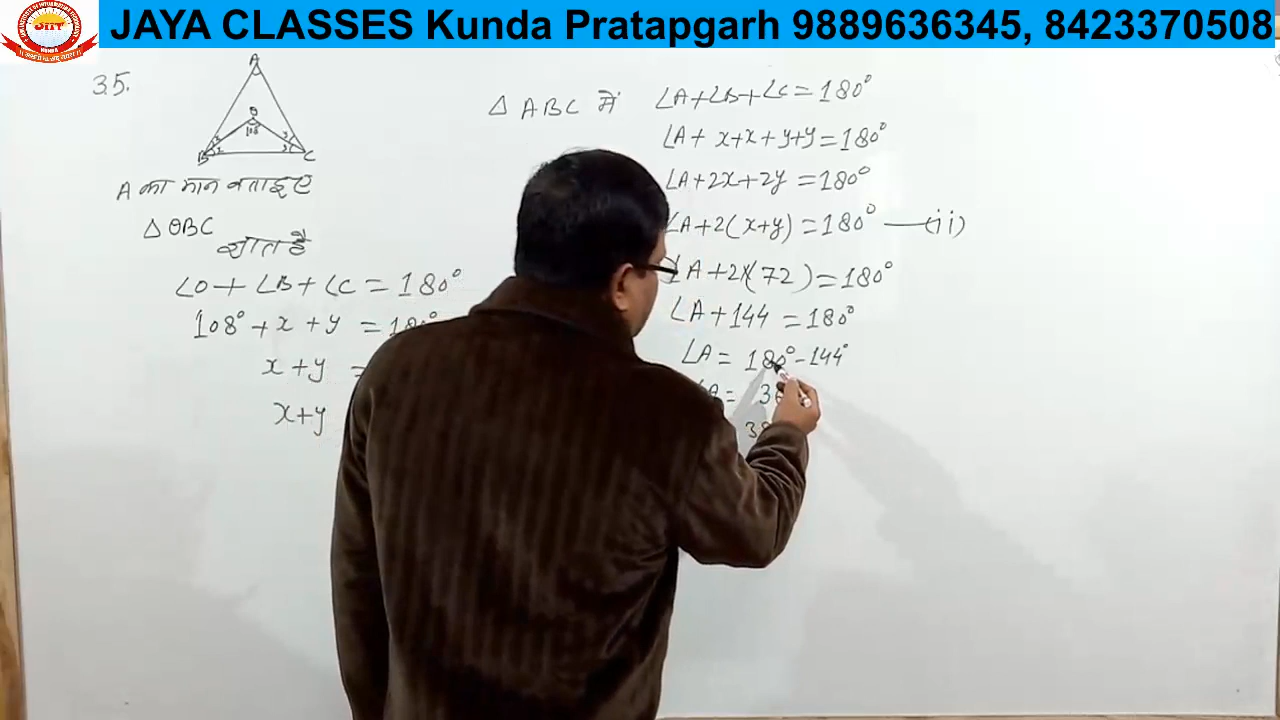 JAYA CLASSES Kunda Pratapgarh 9889636345, 8423370508
35.
A
O
108°
x x y y
B C
A का मान बताइए
△OBC
ज्ञात है
∠O + ∠B + ∠C = 180°
108° + x + y = 180°
x + y =
x+y
△ ABC में ∠A+∠B+∠C = 180°
∠A + x+x+y+y = 180°
∠A + 2x + 2y = 180°
∠A + 2(x+y) = 180° —(ii)
∠A + 2×(72) = 180°
∠A + 144 = 180°
∠A = 180° - 144°